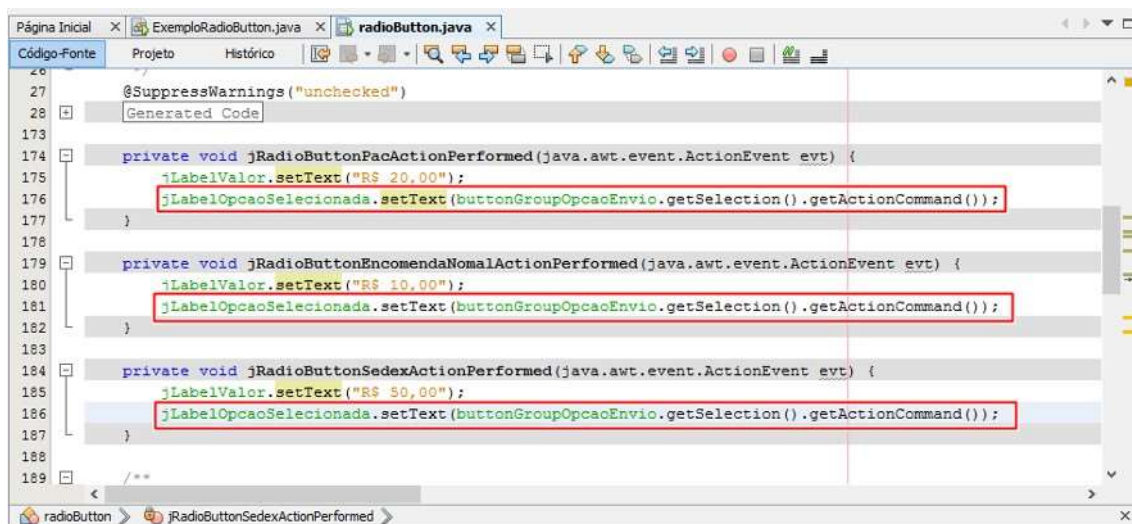 Página Inicial X ExemploRadioButton.java X radioButton.java X
Código-Fonte Projeto Histórico
26 */
27 @SuppressWarnings("unchecked")
28 Generated Code
173
174 private void jRadioButtonPacActionPerformed(java.awt.event.ActionEvent evt) {
175 jLabelValor.setText("R$ 20,00");
176 jLabelOpcaoSelecionada.setText(buttonGroupOpcaoEnvio.getSelection().getActionCommand());
177 }
178
179 private void jRadioButtonEncomendaNomalActionPerformed(java.awt.event.ActionEvent evt) {
180 jLabelValor.setText("R$ 10,00");
181 jLabelOpcaoSelecionada.setText(buttonGroupOpcaoEnvio.getSelection().getActionCommand());
182 }
183
184 private void jRadioButtonSedexActionPerformed(java.awt.event.ActionEvent evt) {
185 jLabelValor.setText("R$ 50,00");
186 jLabelOpcaoSelecionada.setText(buttonGroupOpcaoEnvio.getSelection().getActionCommand());
187 }
188
189 /**
radioButton jRadioButtonSedexActionPerformed